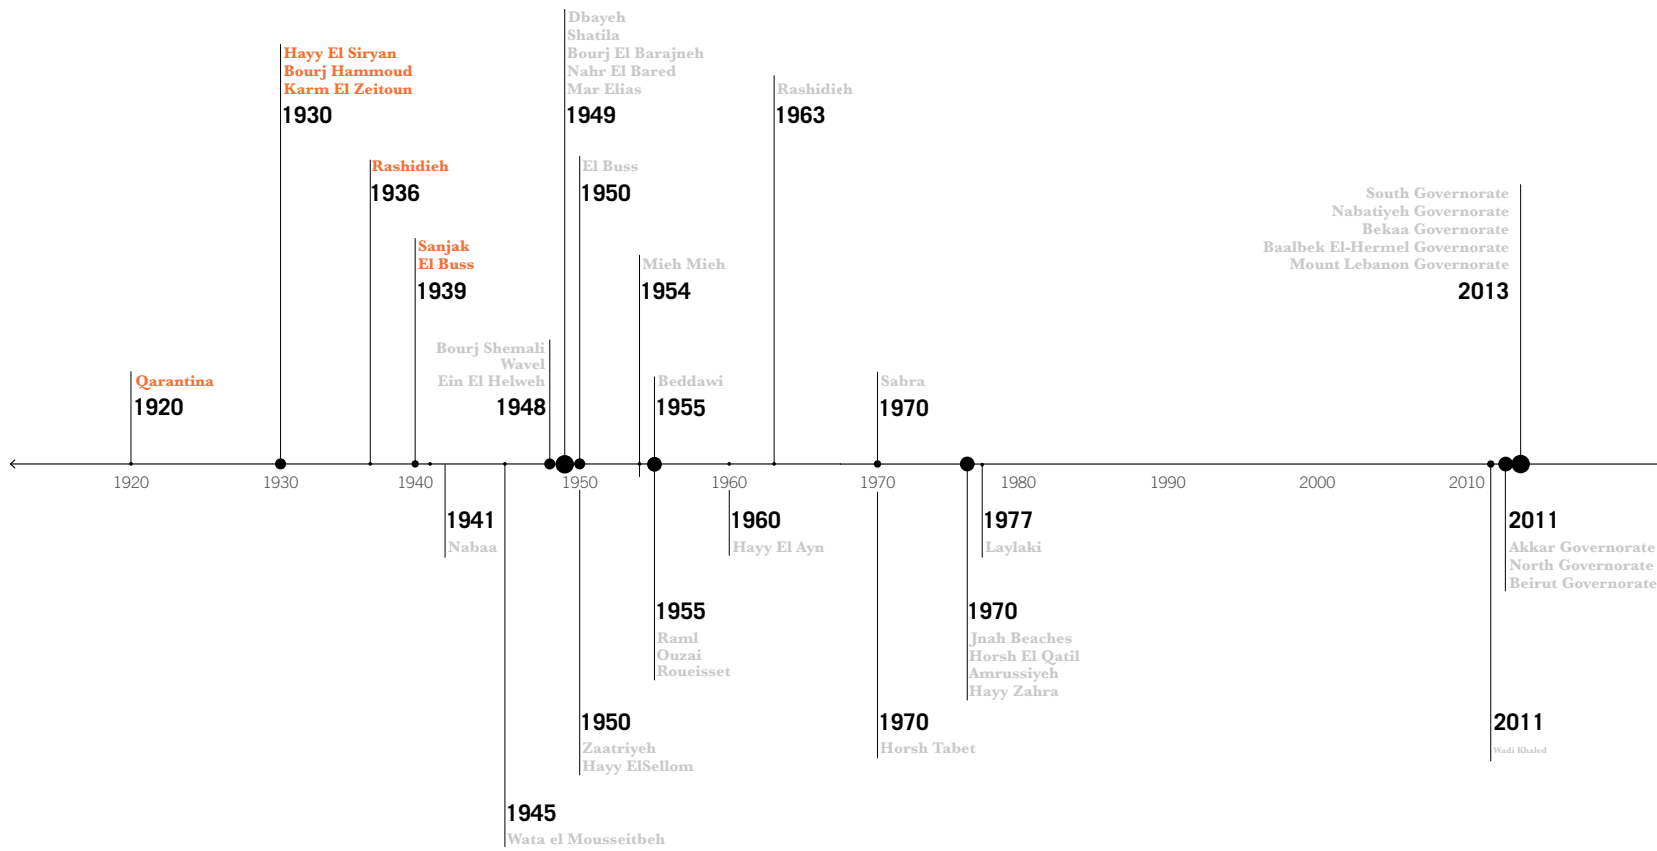 Dbayeh
Shatila
Bourj El Barajneh
Nahr El Bared
Mar Elias
1949
Hayy El Siryan
Bourj Hammoud
Karm El Zeitoun
1930
Rashidieh
1963
Rashidieh
1936
El Buss
1950
South Governorate
Nabatiyeh Governorate
Bekaa Governorate
Baalbek El-Hermel Governorate
Mount Lebanon Governorate
2013
Sanjak
El Buss
1939
Mieh Mieh
1954
Bourj Shemali
Wavel
Ein El Helweh
1948
Qarantina
1920
Beddawi
1955
Sabra
1970
1920 1930 1940 1950 1960 1970 1980 1990 2000 2010
1941
Nabaa
1960
Hayy El Ayn
1977
Laylaki
2011
Akkar Governorate
North Governorate
Beirut Governorate
1955
Raml
Ouzai
Roueisset
1970
Jnah Beaches
Horsh El Qatil
Amrussiyeh
Hayy Zahra
1950
Zaatriyeh
Hayy ElSellom
1970
Horsh Tabet
2011
Wadi Khaled
1945
Wata el Mousseitbeh